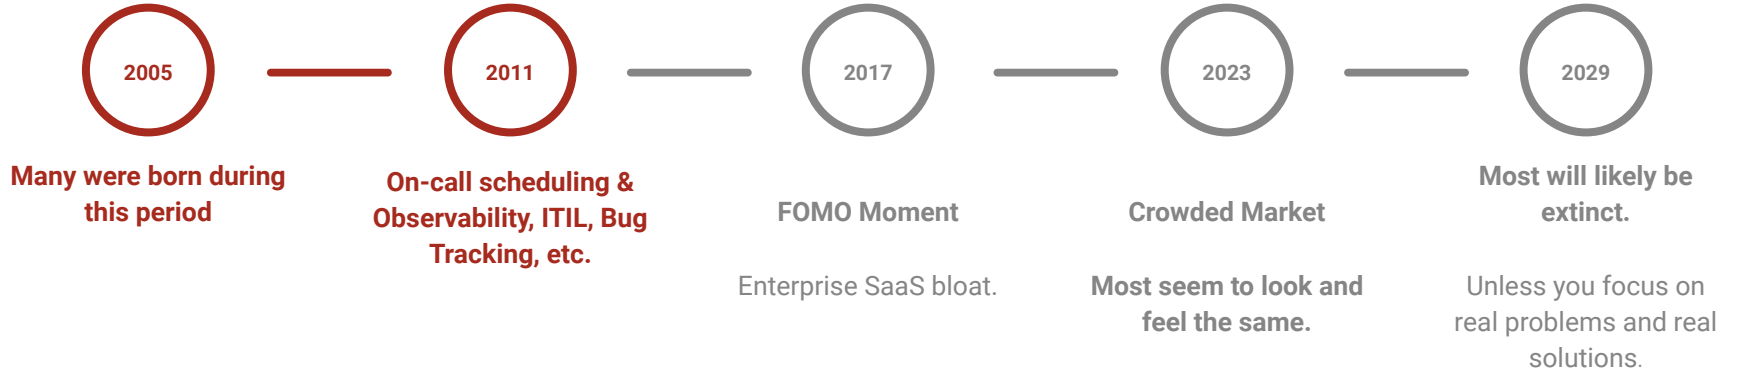 2005
Many were born during
this period
2011
On-call scheduling &
Observability, ITIL, Bug
Tracking, etc.
2017
FOMO Moment
Enterprise SaaS bloat.
2023
Crowded Market
Most seem to look and
feel the same.
2029
Most will likely be
extinct.
Unless you focus on
real problems and real
solutions.